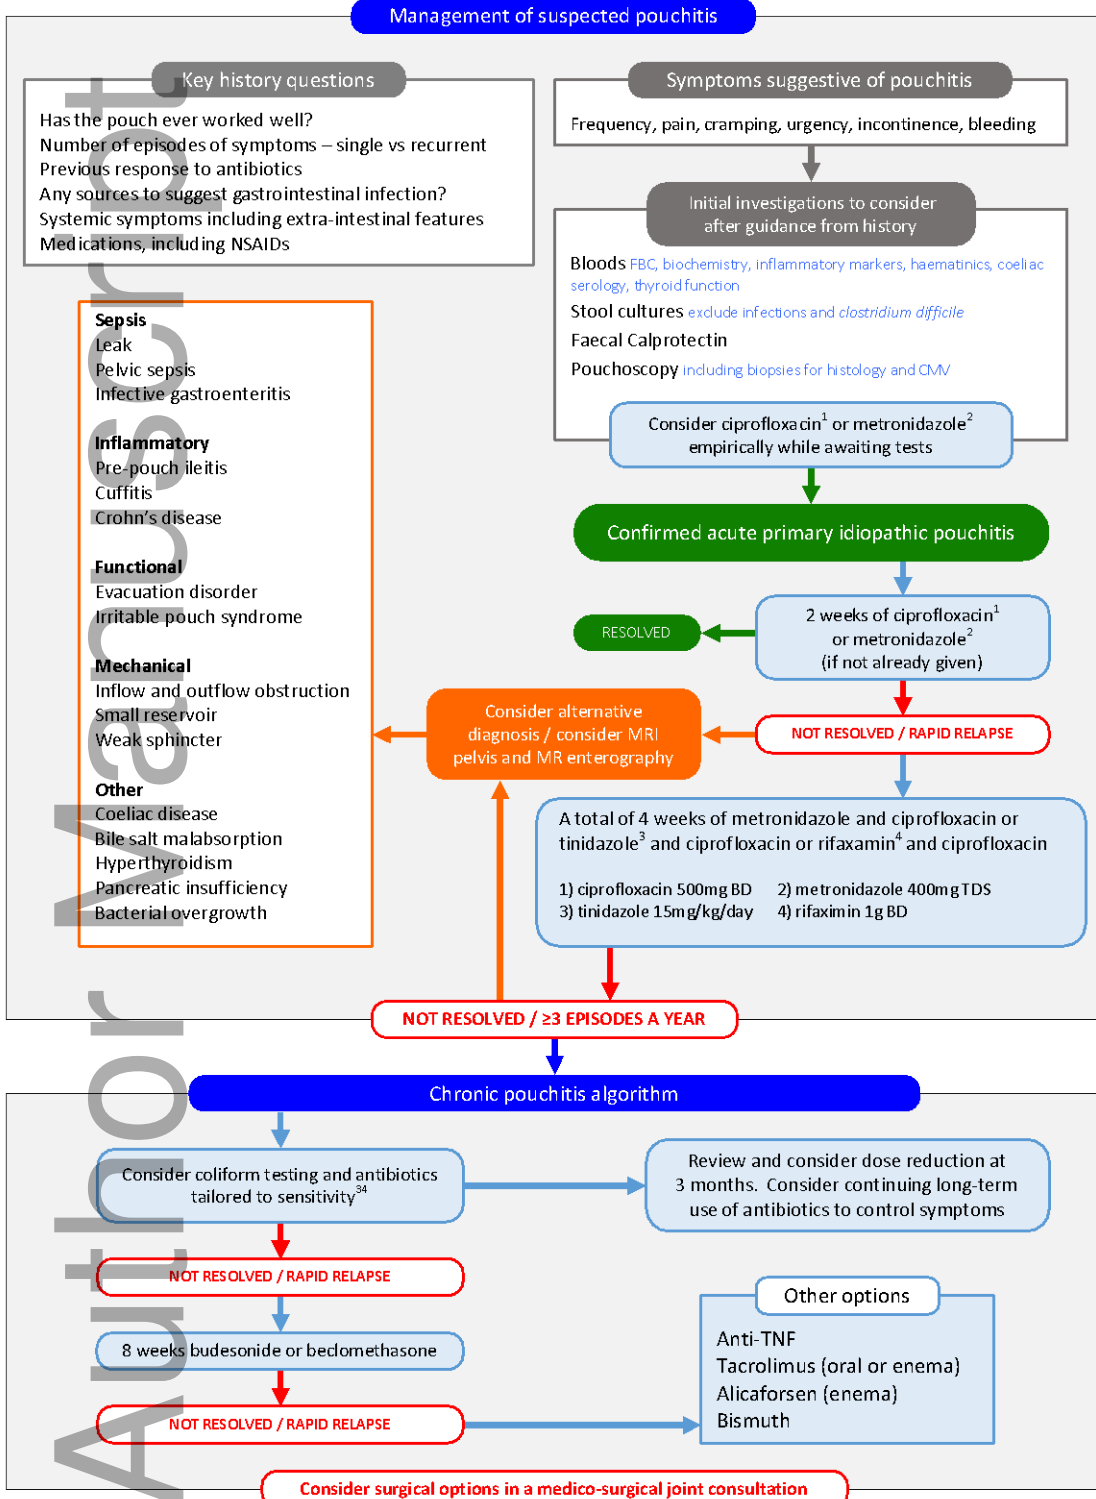 Management of suspected pouchitis
Key history questions
Has the pouch ever worked well?
Number of episodes of symptoms – single vs recurrent
Previous response to antibiotics
Any sources to suggest gastrointestinal infection?
Systemic symptoms including extra-intestinal features
Medications, including NSAIDs
Symptoms suggestive of pouchitis
Frequency, pain, cramping, urgency, incontinence, bleeding
Initial investigations to consider
after guidance from history
Bloods FBC, biochemistry, inflammatory markers, haematinics, coeliac
serology, thyroid function
Stool cultures exclude infections and clostridium difficile
Faecal Calprotectin
Pouchoscopy including biopsies for histology and CMV
Consider ciprofloxacin1 or metronidazole2
empirically while awaiting tests
Confirmed acute primary idiopathic pouchitis
2 weeks of ciprofloxacin1
or metronidazole2
(if not already given)
RESOLVED
NOT RESOLVED / RAPID RELAPSE
Consider alternative
diagnosis / consider MRI
pelvis and MR enterography
Sepsis
Leak
Pelvic sepsis
Infective gastroenteritis
Inflammatory
Pre-pouch ileitis
Cuffitis
Crohn's disease
Functional
Evacuation disorder
Irritable pouch syndrome
Mechanical
Inflow and outflow obstruction
Small reservoir
Weak sphincter
Other
Coeliac disease
Bile salt malabsorption
Hyperthyroidism
Pancreatic insufficiency
Bacterial overgrowth
A total of 4 weeks of metronidazole and ciprofloxacin or
tinidazole3 and ciprofloxacin or rifaxamin4 and ciprofloxacin
1) ciprofloxacin 500mg BD 2) metronidazole 400mg TDS
3) tinidazole 15mg/kg/day 4) rifaximin 1g BD
NOT RESOLVED / ≥3 EPISODES A YEAR
Chronic pouchitis algorithm
Consider coliform testing and antibiotics
tailored to sensitivity34
Review and consider dose reduction at
3 months. Consider continuing long-term
use of antibiotics to control symptoms
NOT RESOLVED / RAPID RELAPSE
8 weeks budesonide or beclomethasone
NOT RESOLVED / RAPID RELAPSE
Other options
Anti-TNF
Tacrolimus (oral or enema)
Alicaforsen (enema)
Bismuth
Consider surgical options in a medico-surgical joint consultation
Author Manuscript